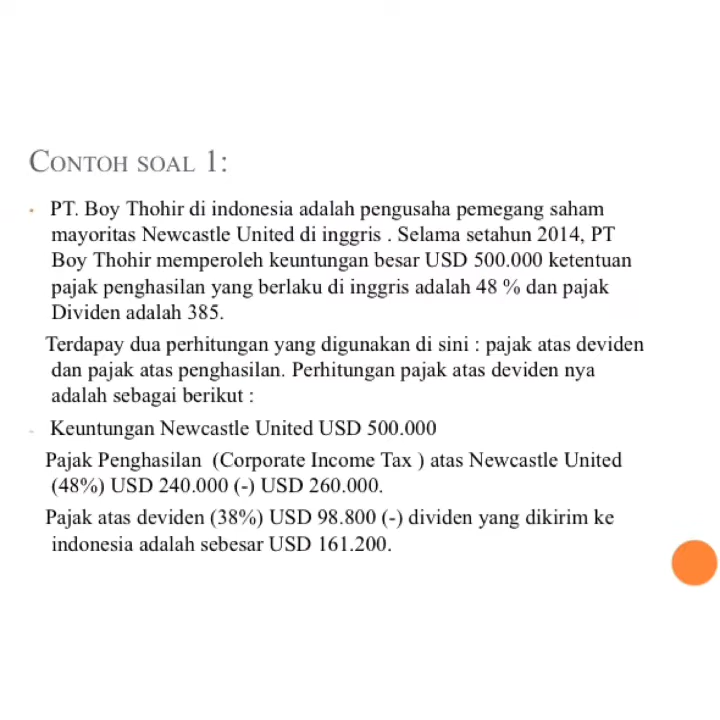 CONTOH SOAL 1:
• PT. Boy Thohir di indonesia adalah pengusaha pemegang saham
mayoritas Newcastle United di inggris . Selama setahun 2014, PT
Boy Thohir memperoleh keuntungan besar USD 500.000 ketentuan
pajak penghasilan yang berlaku di inggris adalah 48 % dan pajak
Dividen adalah 385.
Terdapay dua perhitungan yang digunakan di sini : pajak atas deviden
dan pajak atas penghasilan. Perhitungan pajak atas deviden nya
adalah sebagai berikut :
- Keuntungan Newcastle United USD 500.000
Pajak Penghasilan (Corporate Income Tax ) atas Newcastle United
(48%) USD 240.000 (-) USD 260.000.
Pajak atas deviden (38%) USD 98.800 (-) dividen yang dikirim ke
indonesia adalah sebesar USD 161.200.